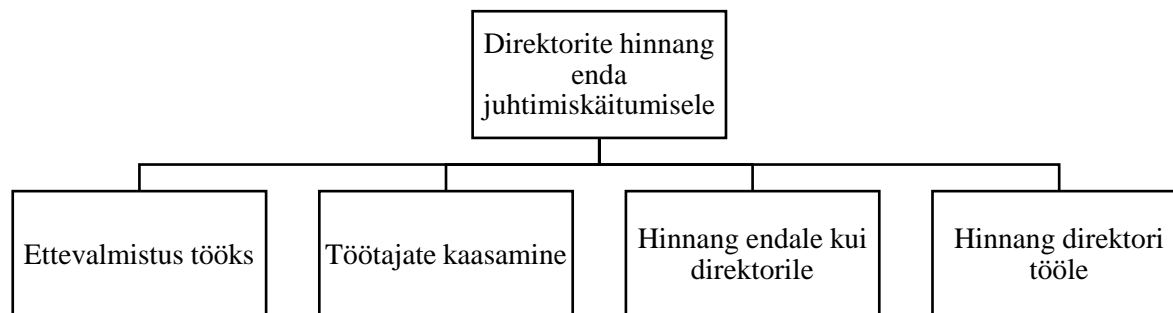 Direktorite hinnang
enda
juhtimiskäitumisele
Ettevalmistus tööks
Töötajate kaasamine
Hinnang endale kui
direktorile
Hinnang direktori
tööle